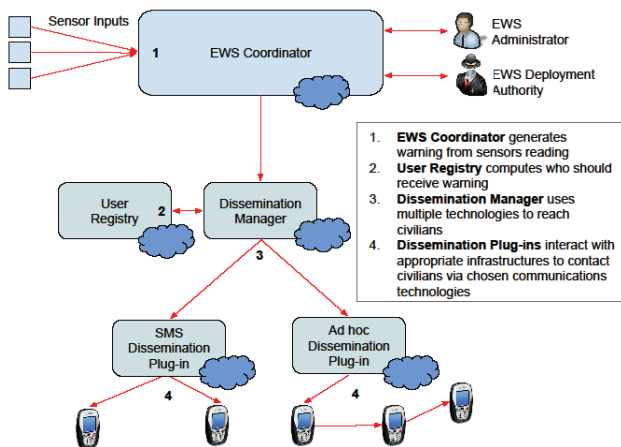 Sensor Inputs
1
EWS Coordinator
EWS
Administrator
EWS Deployment
Authority
1. EWS Coordinator generates
warning from sensors reading
2. User Registry computes who should
receive warning
3. Dissemination Manager uses
multiple technologies to reach
civilians
4. Dissemination Plug-ins interact with
appropriate infrastructures to contact
civilians via chosen communications
technologies
User
Registry
2
Dissemination
Manager
3
SMS
Dissemination
Plug-in
Ad hoc
Dissemination
Plug-in
4
4